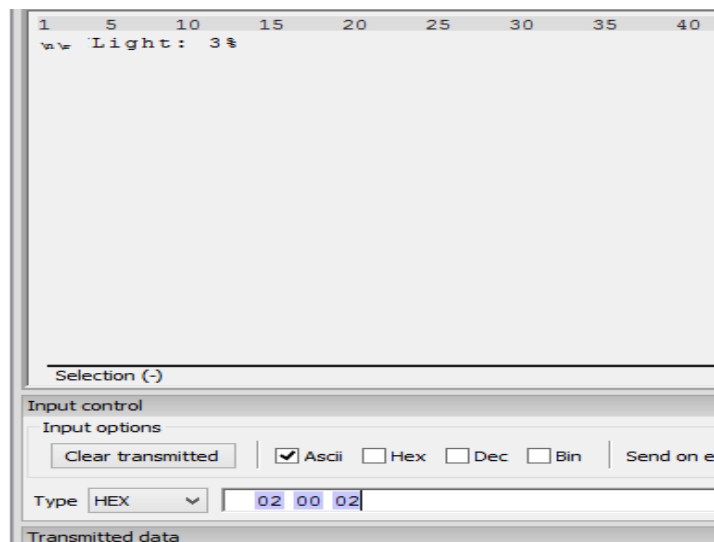 1 5 10 15 20 25 30 35 40
\n\r Light: 3%
Selection (-)
Input control
Input options
Clear transmitted Ascii Hex Dec Bin Send on e
Type HEX 02 00 02
Transmitted data